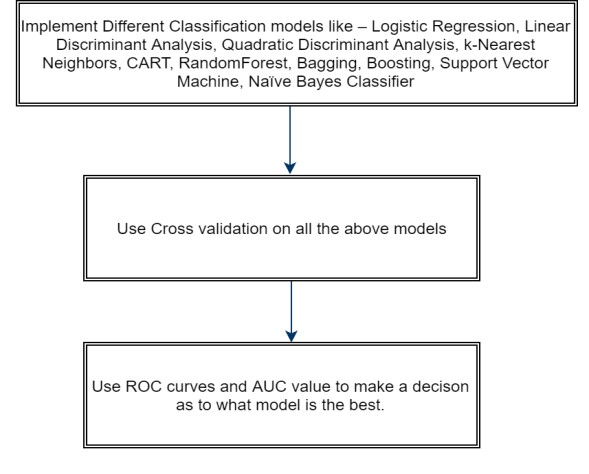 Implement Different Classification models like – Logistic Regression, Linear
Discriminant Analysis, Quadratic Discriminant Analysis, k-Nearest
Neighbors, CART, RandomForest, Bagging, Boosting, Support Vector
Machine, Naïve Bayes Classifier
Use Cross validation on all the above models
Use ROC curves and AUC value to make a decison
as to what model is the best.